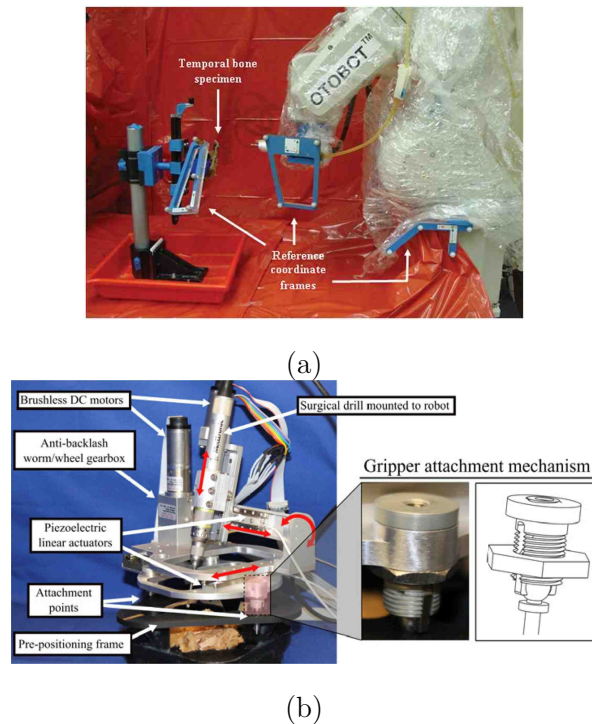 Temporal bone
specimen
OTOBOT™
Reference
coordinate
frames
(a)
Brushless DC motors
Surgical drill mounted to robot
Anti-backlash
worm/wheel gearbox
Gripper attachment mechanism
Piezoelectric
linear actuators
Attachment
points
Pre-positioning frame
(b)